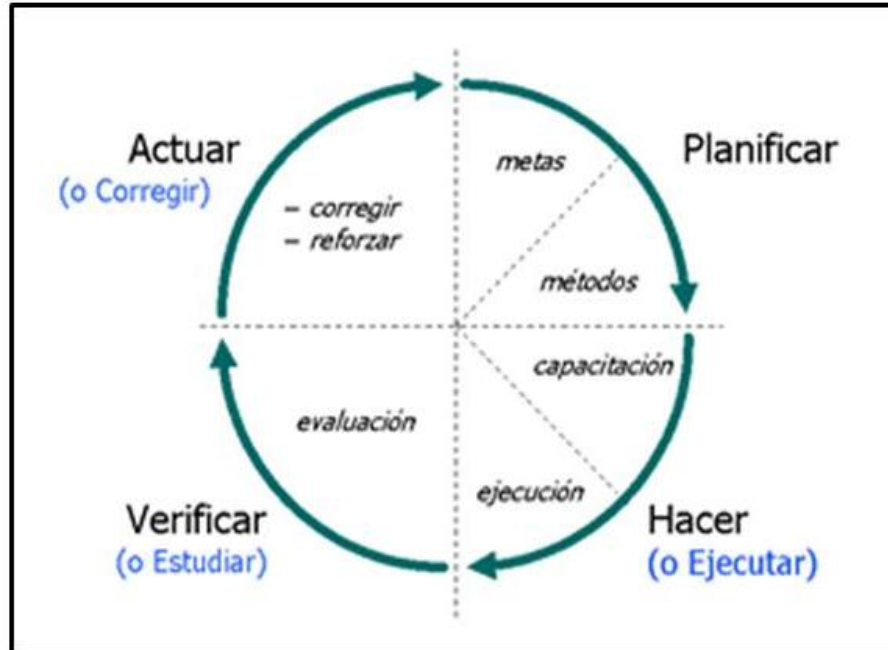 Actuar
(o Corregir)
– corregir
– reforzar
metas
Planificar
métodos
capacitación
ejecución
Hacer
(o Ejecutar)
evaluación
Verificar
(o Estudiar)